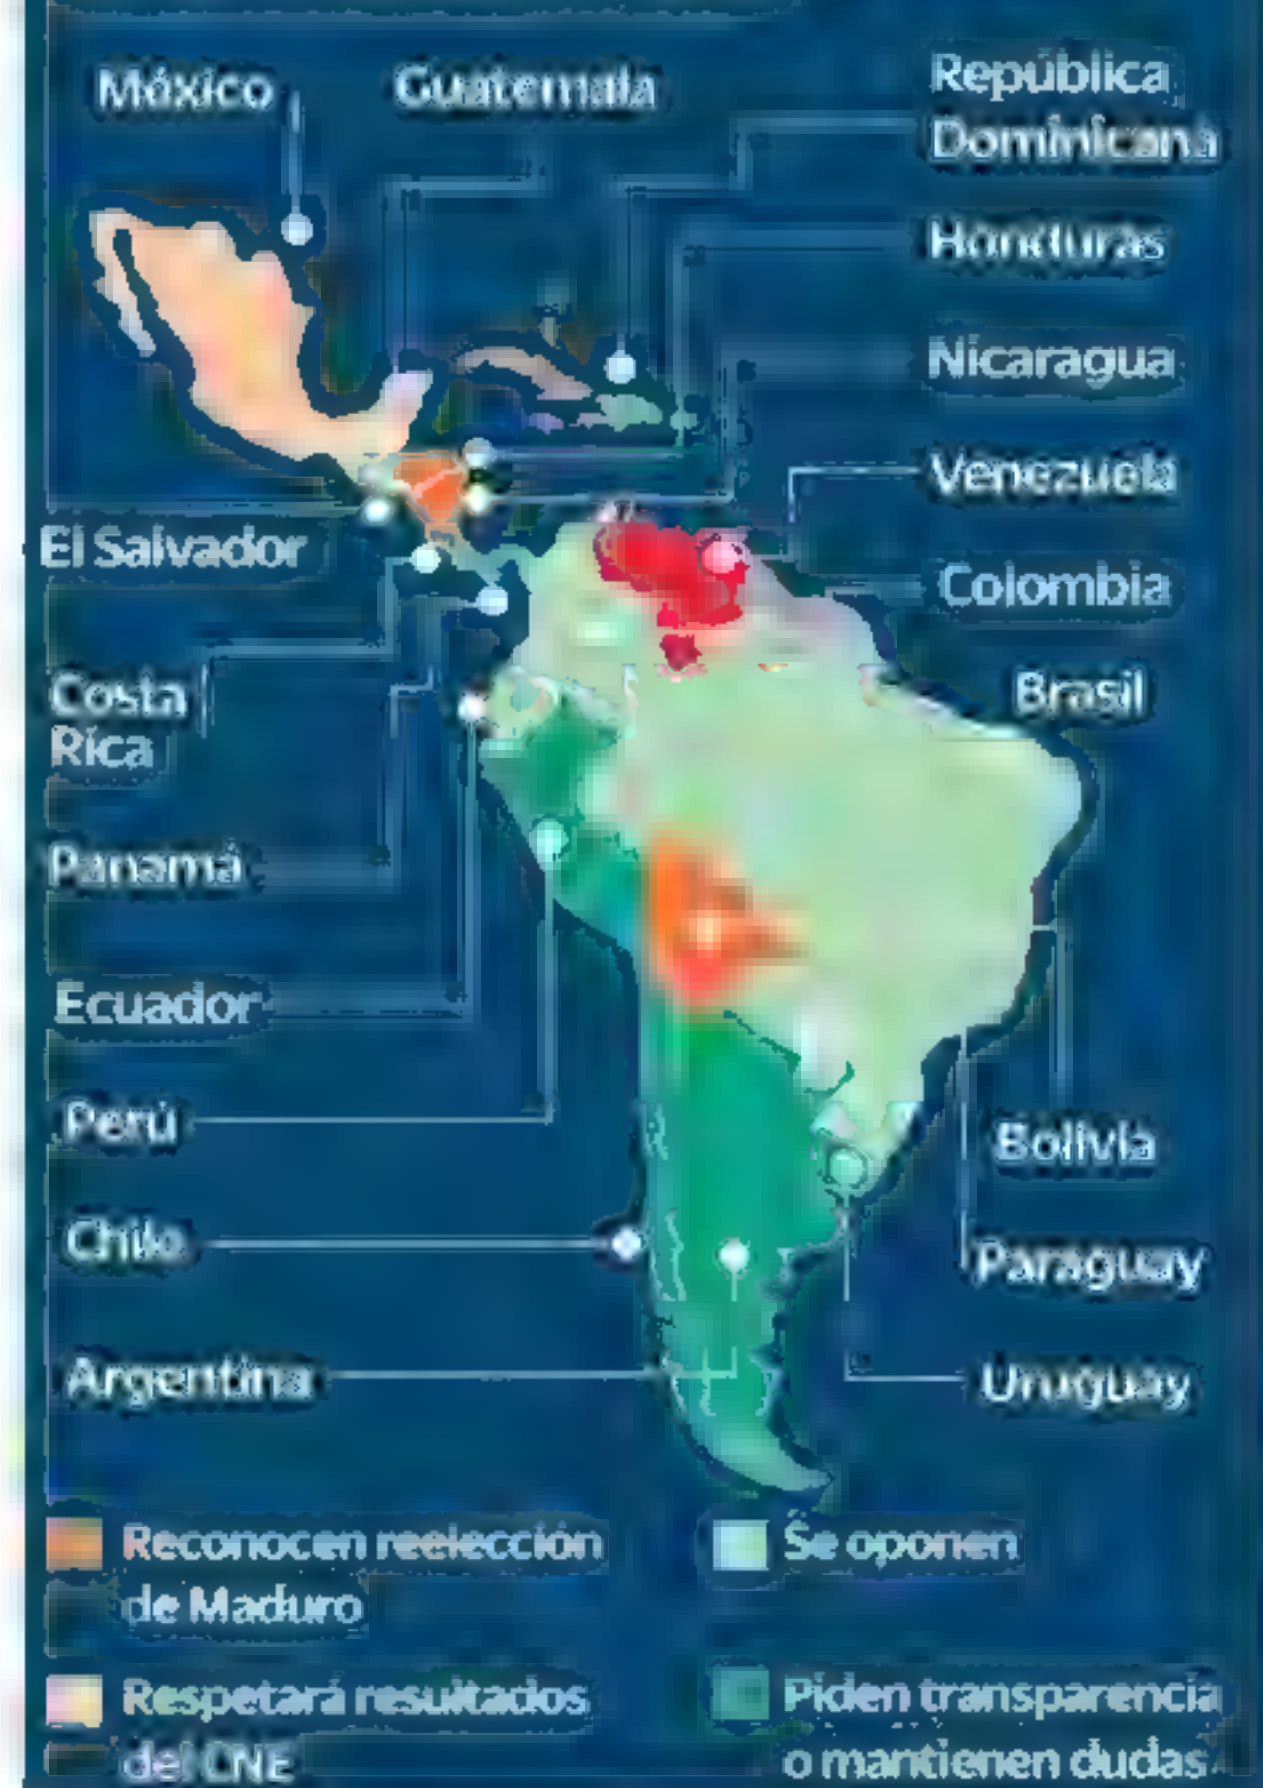 México
Guatemala
República
Dominicana
Honduras
Nicaragua
Venezuela
El Salvador
Colombia
Costa
Rica
Brasil
Panamá
Ecuador
Perú
Bolivia
Chile
Paraguay
Argentina
Uruguay
Reconocen reelección
de Maduro
Se oponen
Respetará resultados
del CNE
Piden transparencia
o mantienen dudas